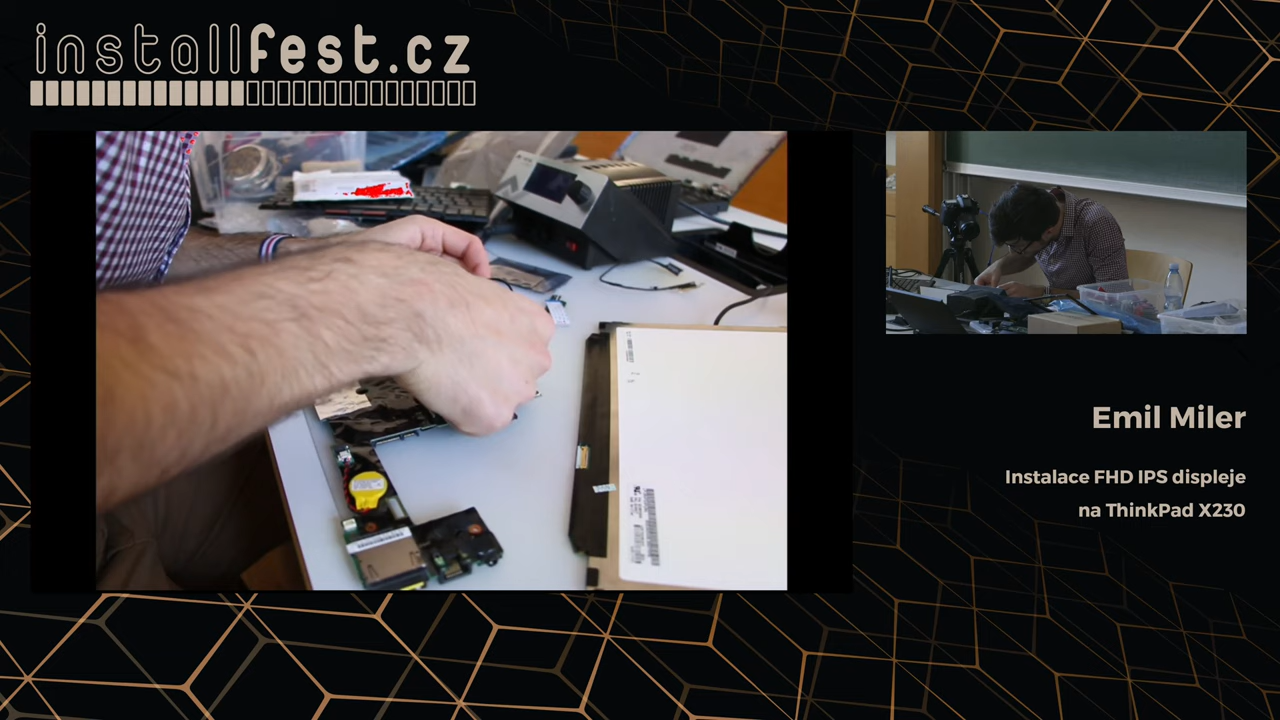 installfest.cz
Emil Miler
Instalace FHD IPS displeje
na ThinkPad X230